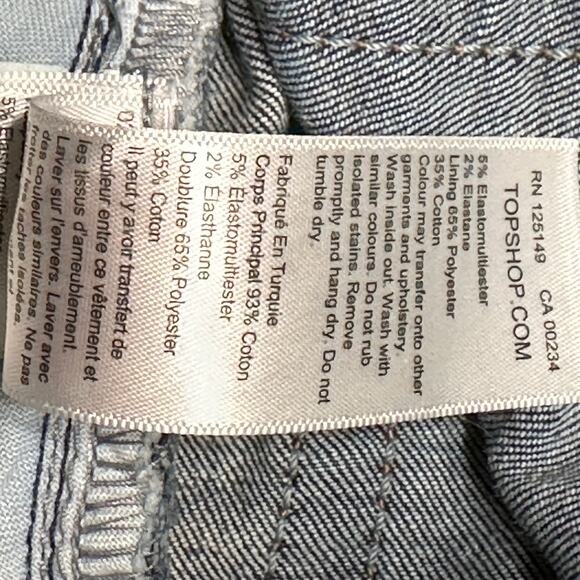 RN 125149 CA 00234
TOPSHOP.COM
5% Elastomultiester
2% Elastane
Lining 65% Polyester
35% Cotton
Colour may transfer onto other
garments and upholstery.
Wash inside out. Wash with
similar colours. Do not rub
isolated stains. Remove
promptly and hang dry. Do not
tumble dry
Fabriqué En Turquie
Corps Principal 93% Coton
5% Élastomultiester
2% Élasthanne
Doublure 65% Polyester
35% Coton
Il peut y avoir transfert de
couleur entre ce vêtement et
les tissus d'ameublement.
Laver sur l'envers. Laver avec
des couleurs similaires. Ne pas
frotter les taches isolées.